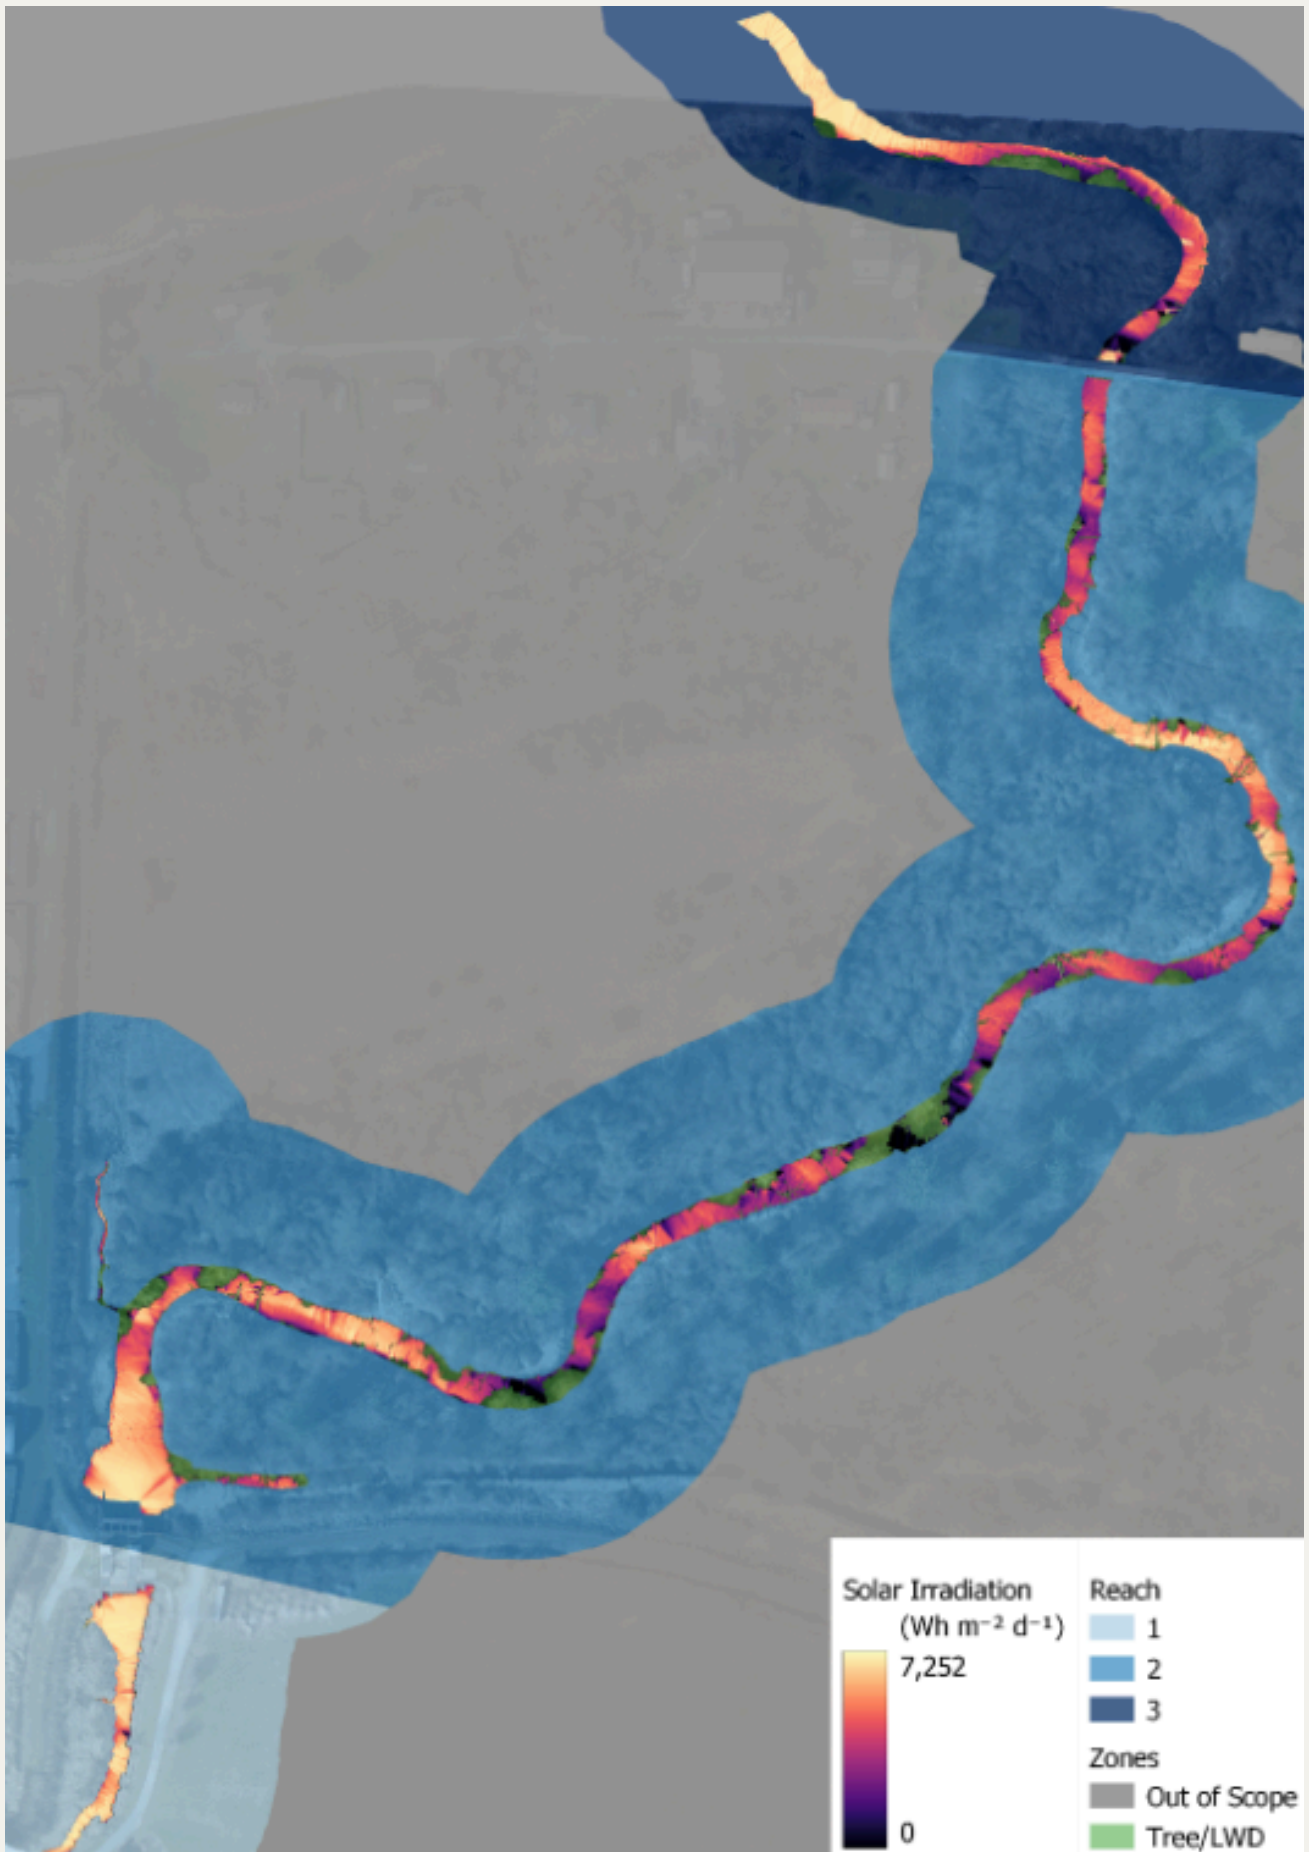 Solar Irradiation
(Wh m⁻² d⁻¹)
7,252
0
Reach
1
2
3
Zones
Out of Scope
Tree/LWD